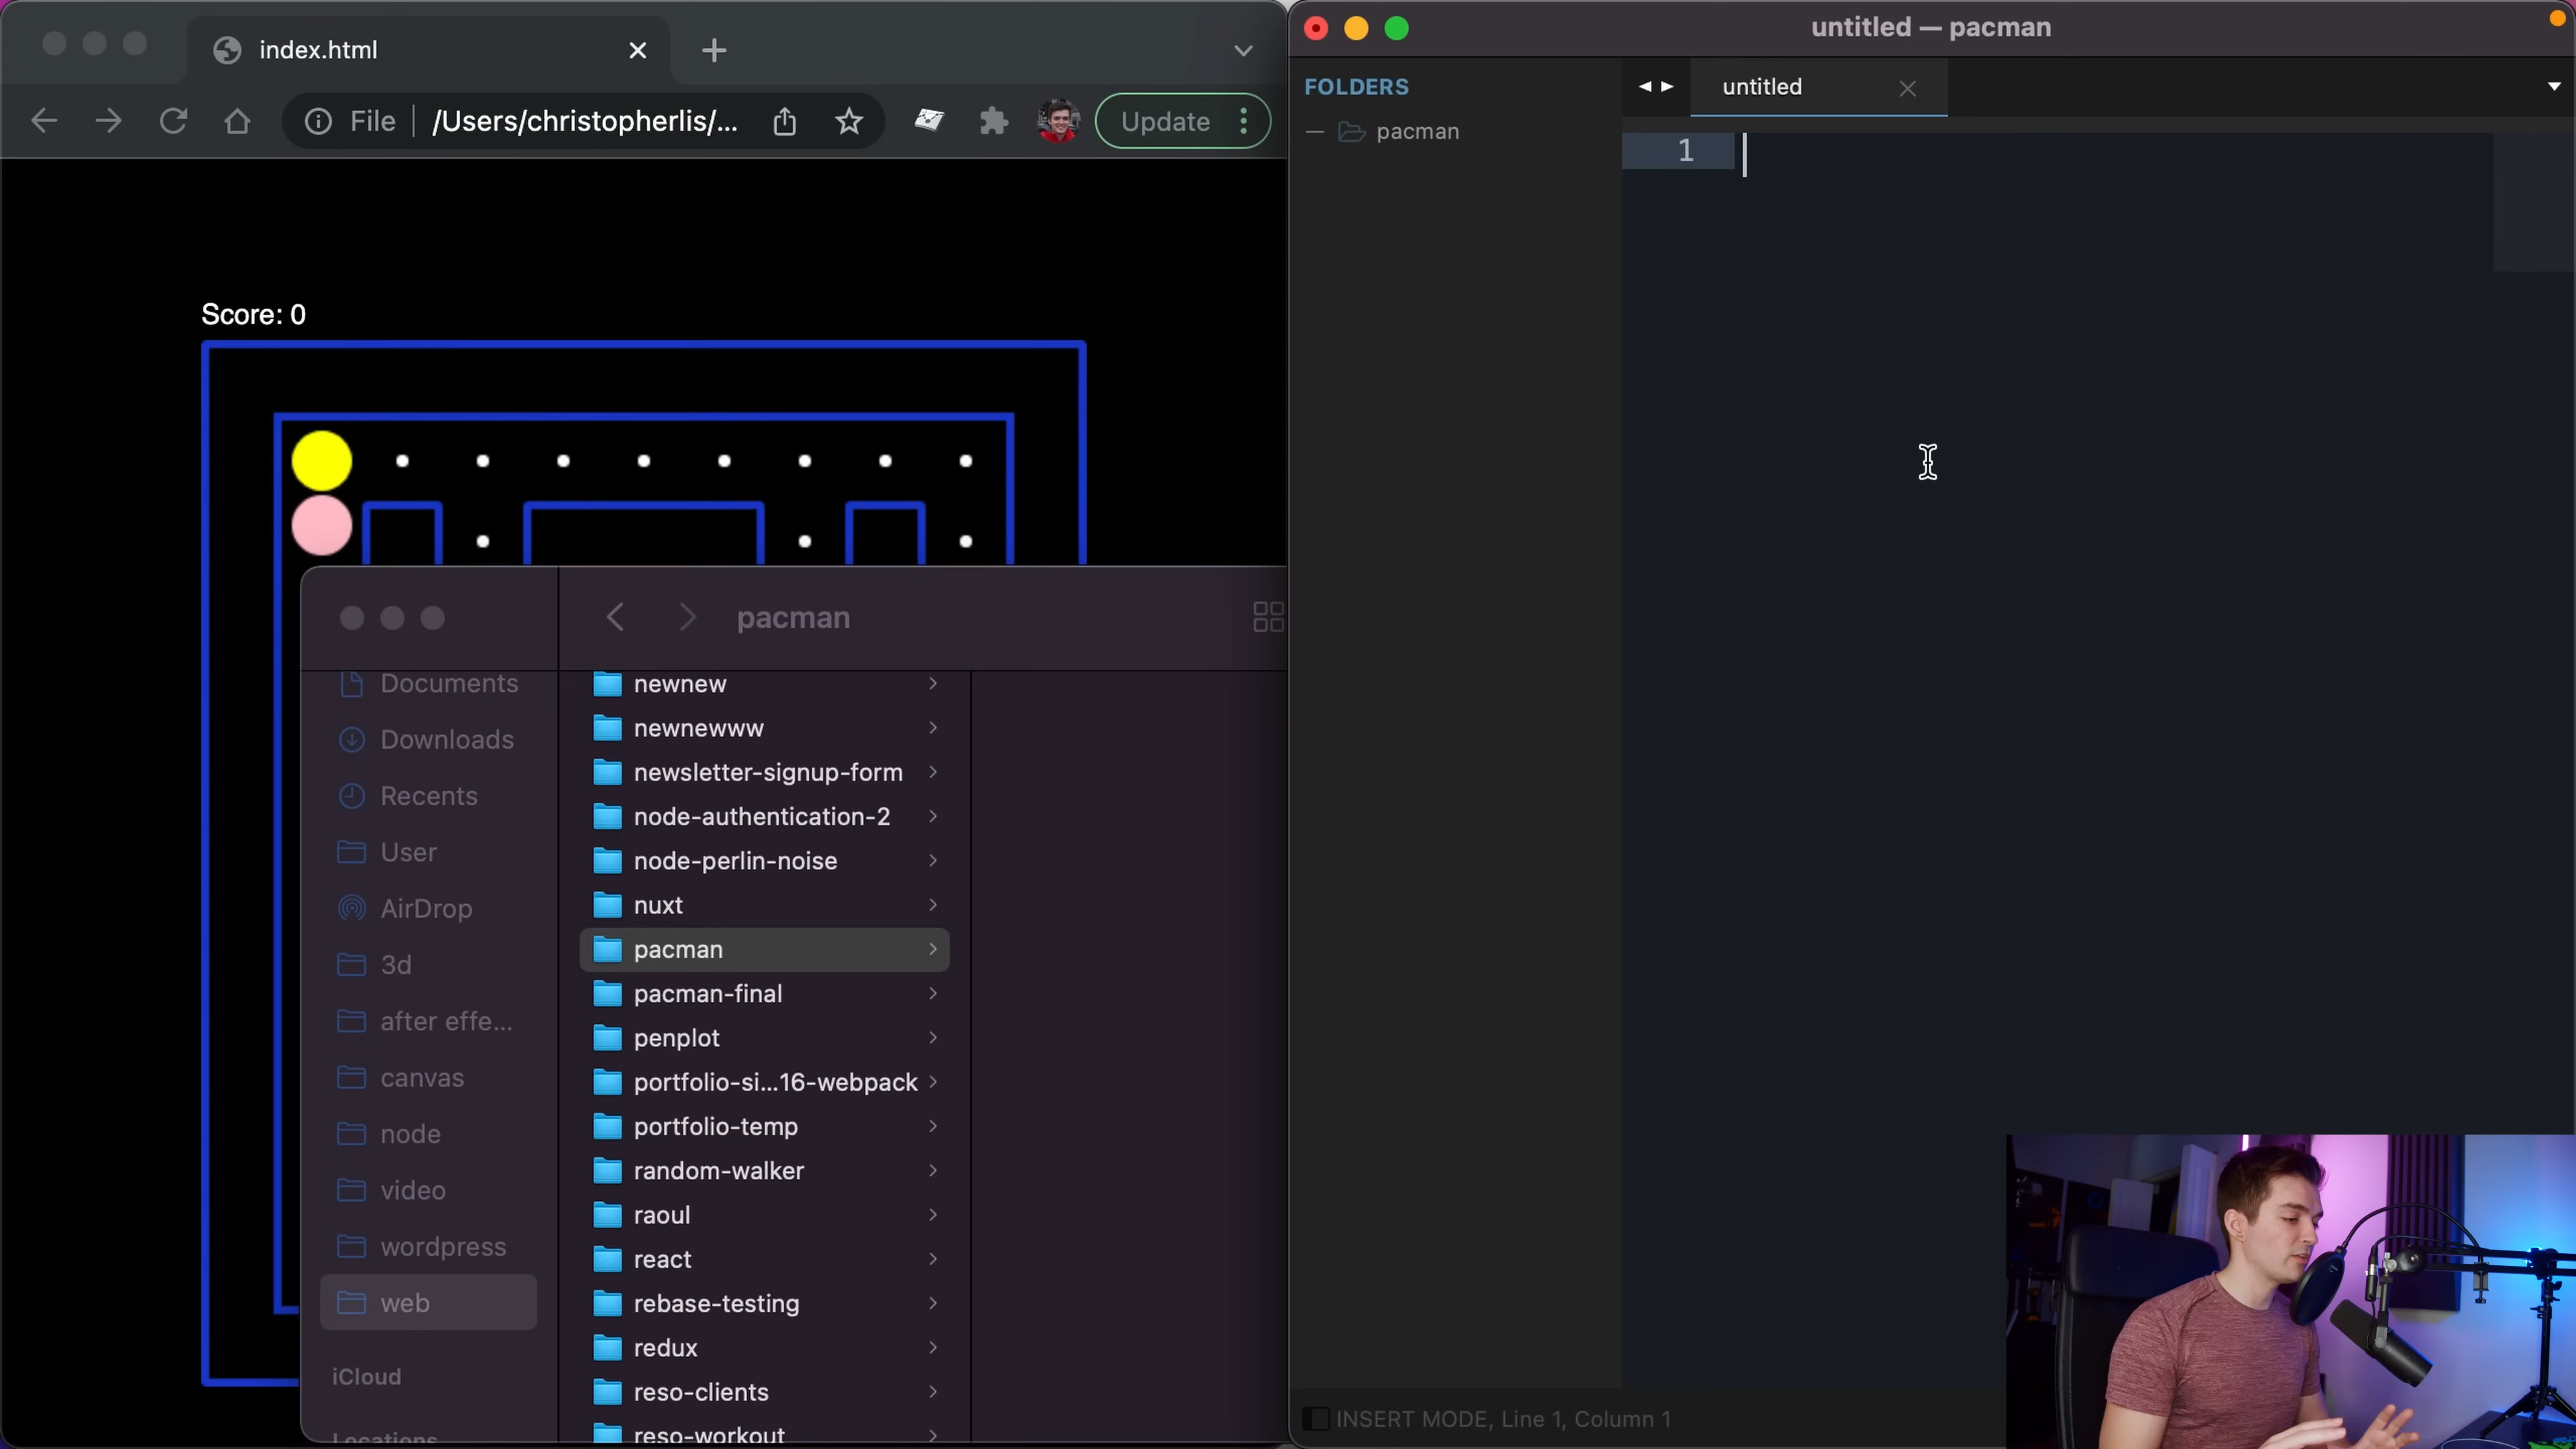 index.html
File
/Users/christopherlis/...
Update
Score: 0
pacman
Documents
Downloads
Recents
User
AirDrop
3d
after effe...
canvas
node
video
wordpress
web
iCloud
Locations
newnew
newnewww
newsletter-signup-form
node-authentication-2
node-perlin-noise
nuxt
pacman
pacman-final
penplot
portfolio-si...16-webpack
portfolio-temp
random-walker
raoul
react
rebase-testing
redux
reso-clients
reso-workout
untitled — pacman
FOLDERS
pacman
untitled
1
INSERT MODE, Line 1, Column 1